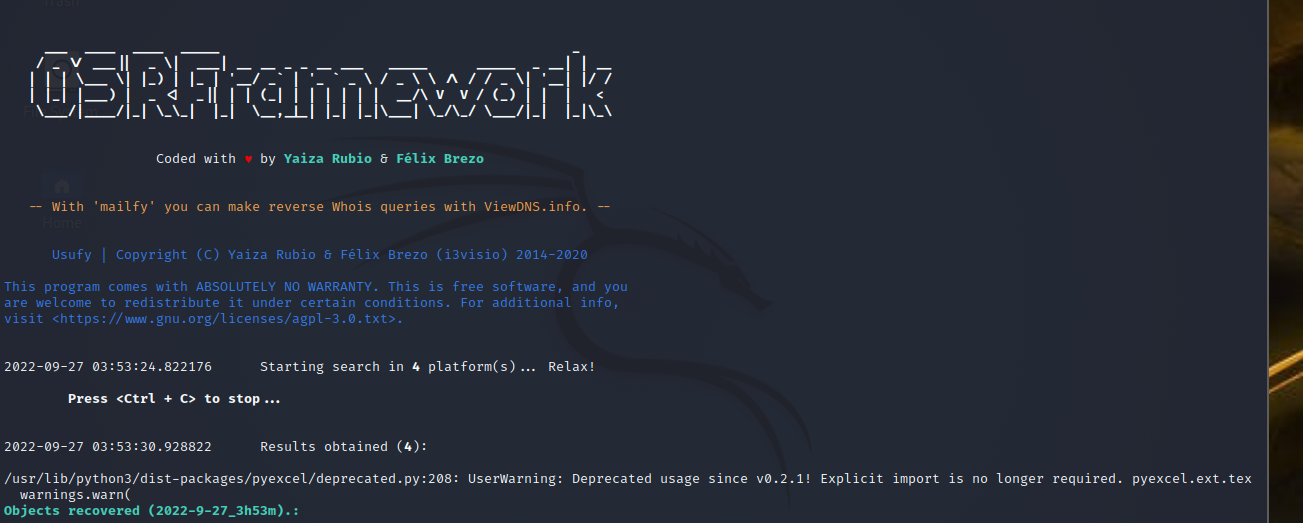 Trash
OSRFramework
Coded with ♥ by Yaiza Rubio & Félix Brezo
-- With 'mailfy' you can make reverse Whois queries with ViewDNS.info. --
Home
Usufy | Copyright (C) Yaiza Rubio & Félix Brezo (i3visio) 2014-2020
This program comes with ABSOLUTELY NO WARRANTY. This is free software, and you
are welcome to redistribute it under certain conditions. For additional info,
visit <https://www.gnu.org/licenses/agpl-3.0.txt>.
2022-09-27 03:53:24.822176 Starting search in 4 platform(s)... Relax!
Press <Ctrl + C> to stop...
2022-09-27 03:53:30.928822 Results obtained (4):
/usr/lib/python3/dist-packages/pyexcel/deprecated.py:208: UserWarning: Deprecated usage since v0.2.1! Explicit import is no longer required. pyexcel.ext.tex
warnings.warn(
Objects recovered (2022-9-27_3h53m).: